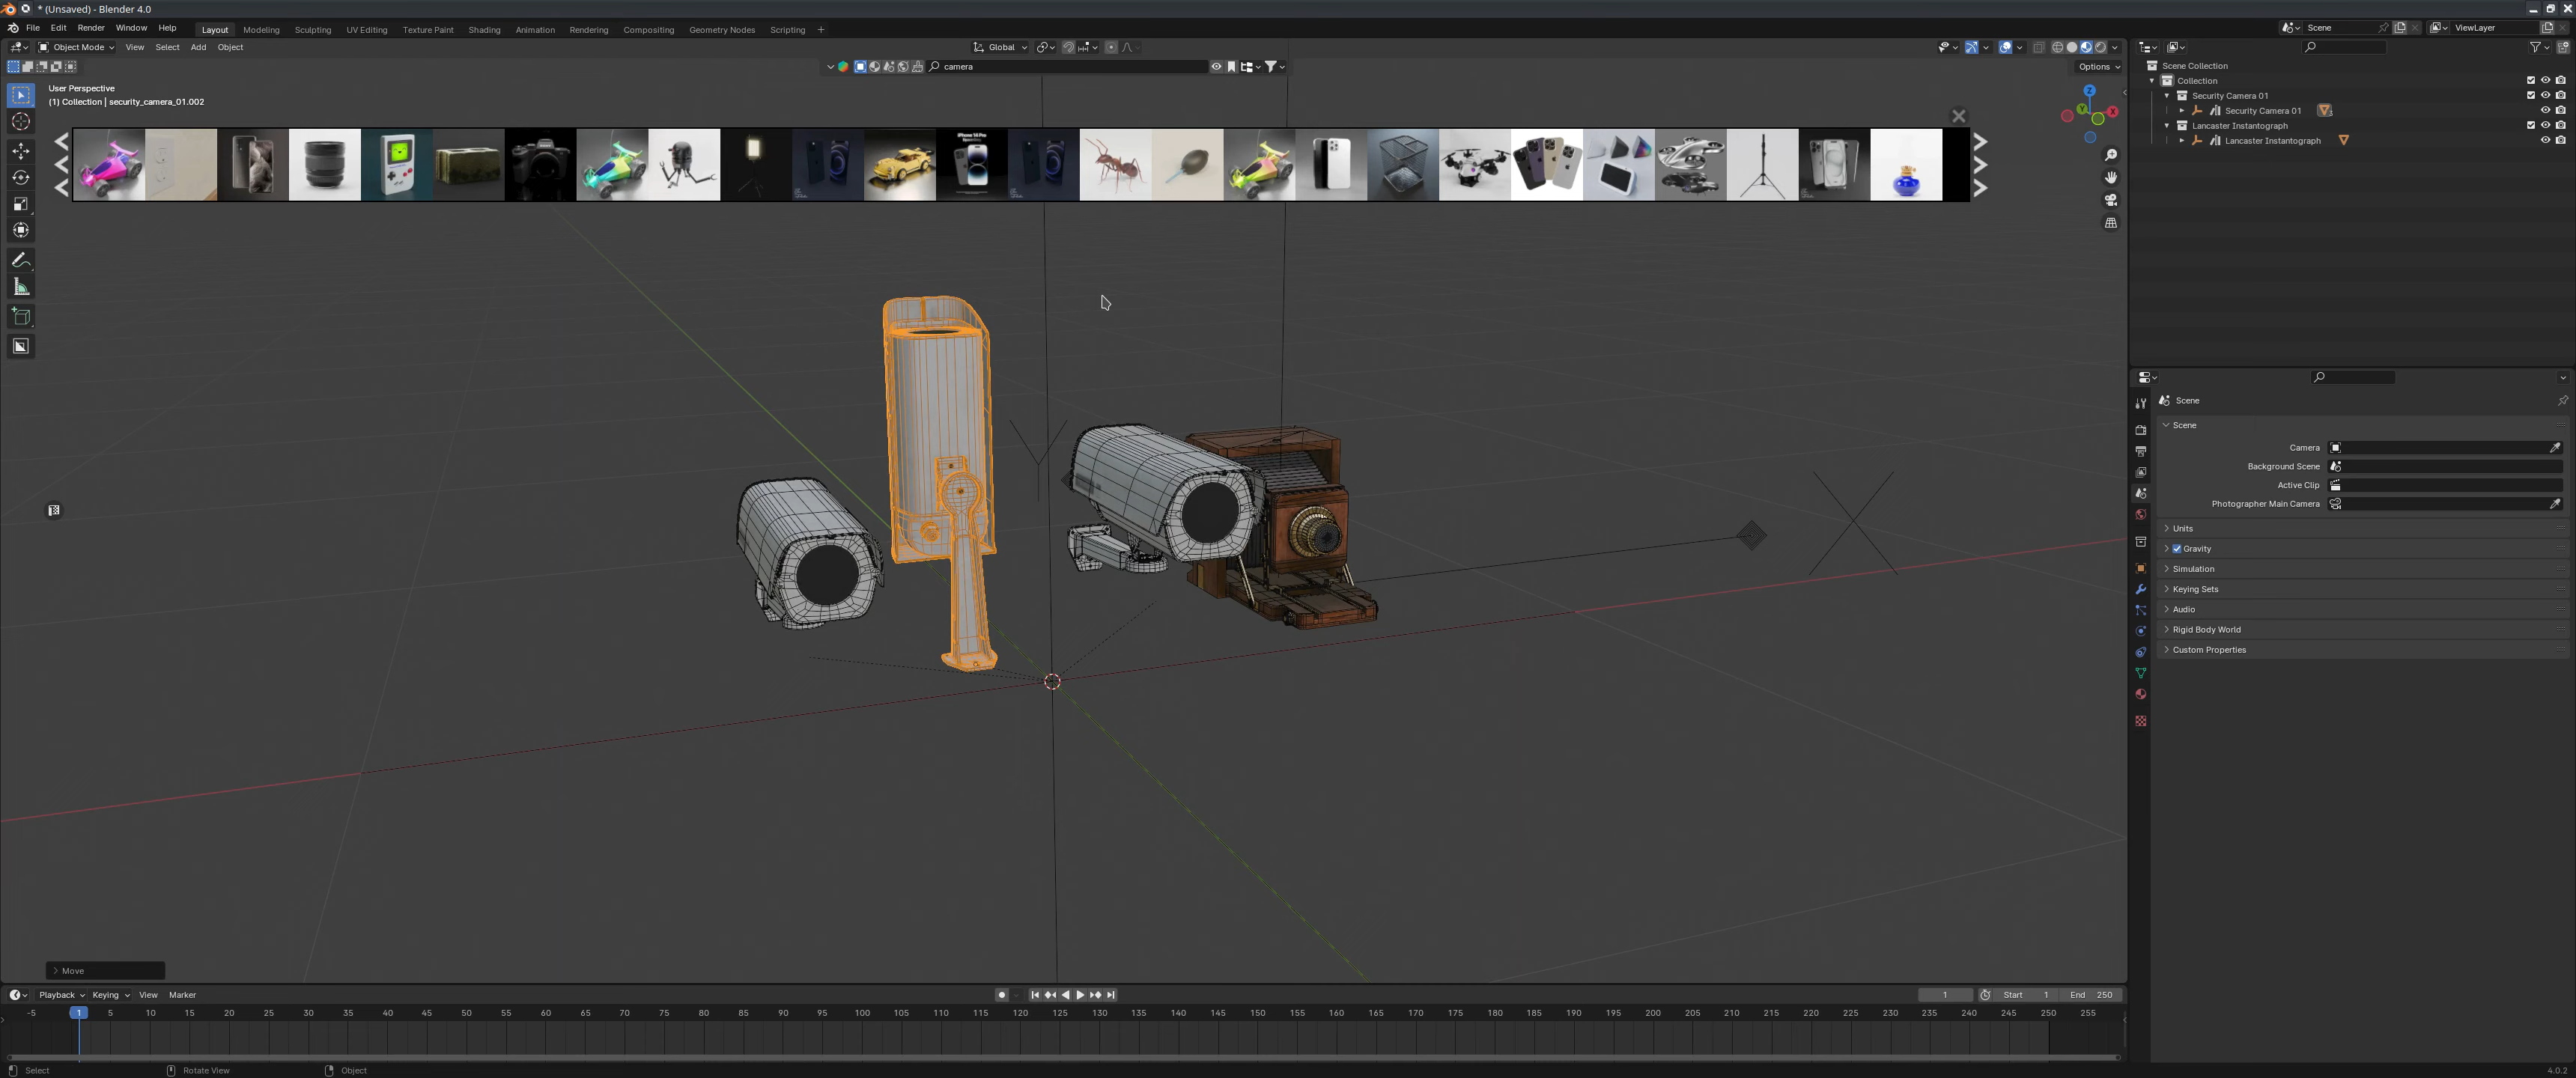 * (Unsaved) - Blender 4.0
File Edit Render Window Help
Layout Modeling Sculpting UV Editing Texture Paint Shading Animation Rendering Compositing Geometry Nodes Scripting +
Scene
ViewLayer
Object Mode View Select Add Object
Global
camera
Options
User Perspective
(1) Collection | security_camera_01.002
iPhone 14 Pro
Z
Y
X
Move
Scene Collection
Collection
Security Camera 01
Security Camera 01
Lancaster Instantograph
Lancaster Instantograph
Scene
Scene
Camera
Background Scene
Active Clip
Photographer Main Camera
Units
Gravity
Simulation
Keying Sets
Audio
Rigid Body World
Custom Properties
Playback Keying View Marker
1 Start 1 End 250
-5 1 5 10 15 20 25 30 35 40 45 50 55 60 65 70 75 80 85 90 95 100 105 110 115 120 125 130 135 140 145 150 155 160 165 170 175 180 185 190 195 200 205 210 215 220 225 230 235 240 245 250 255
Select Rotate View Object
4.0.2